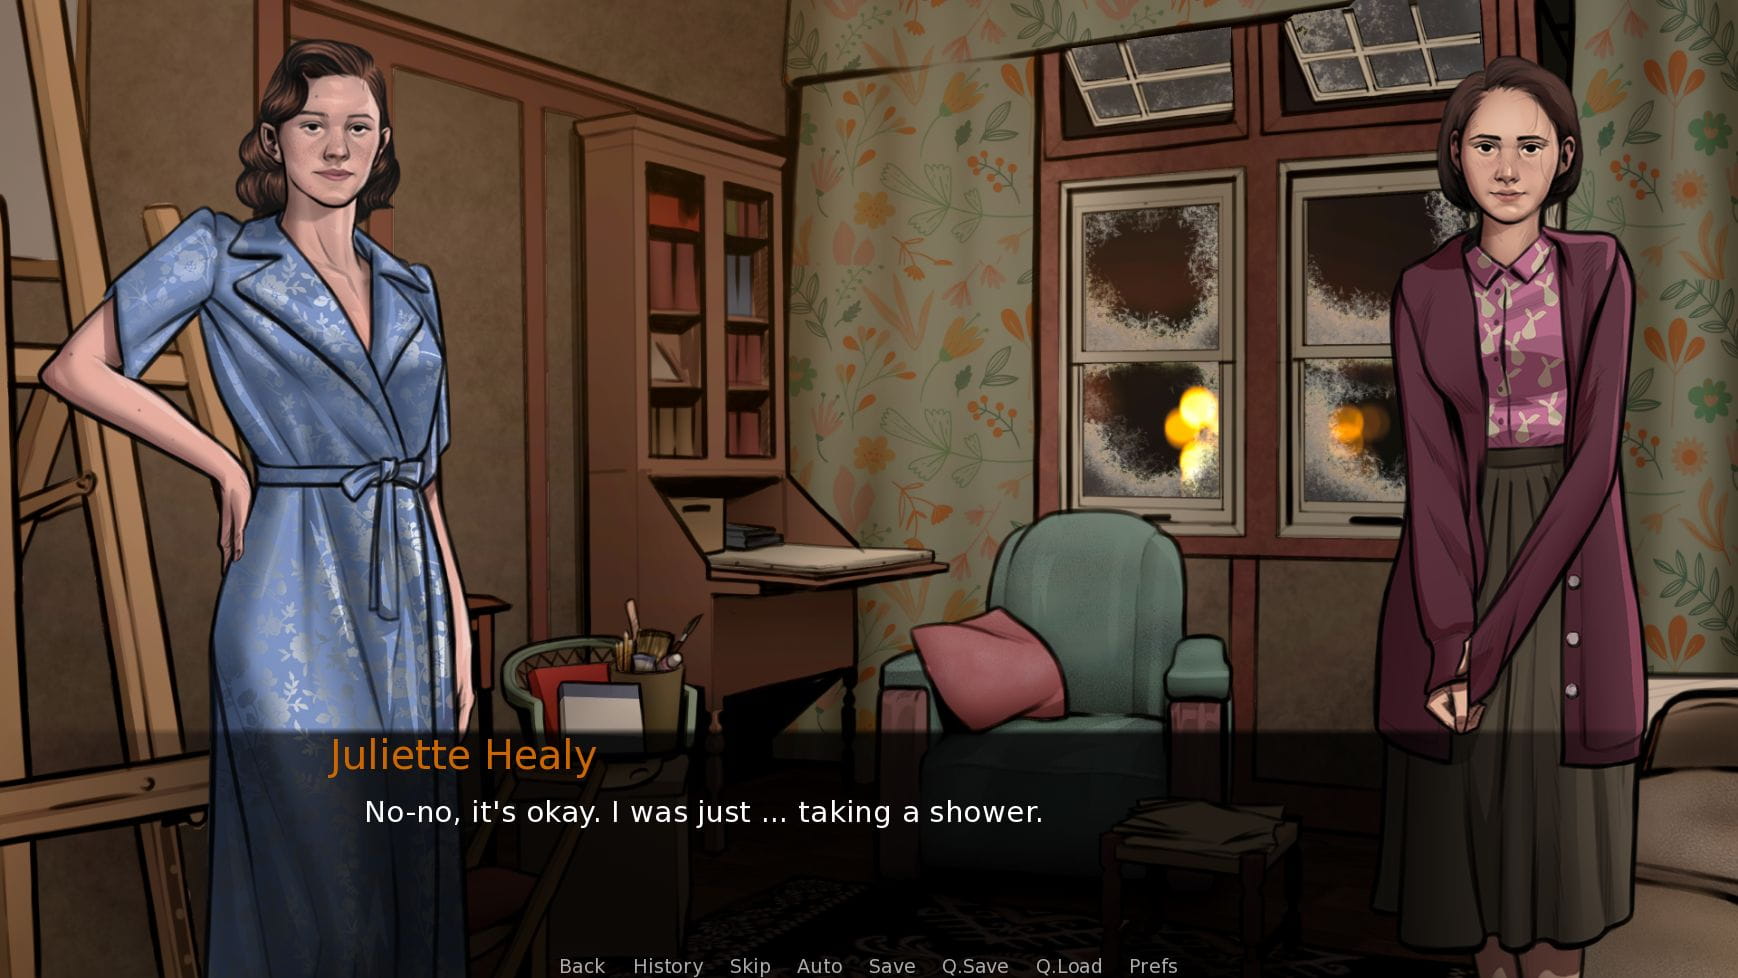 Juliette Healy
No-no, it's okay. I was just ... taking a shower.
Back History Skip Auto Save Q.Save Q.Load Prefs